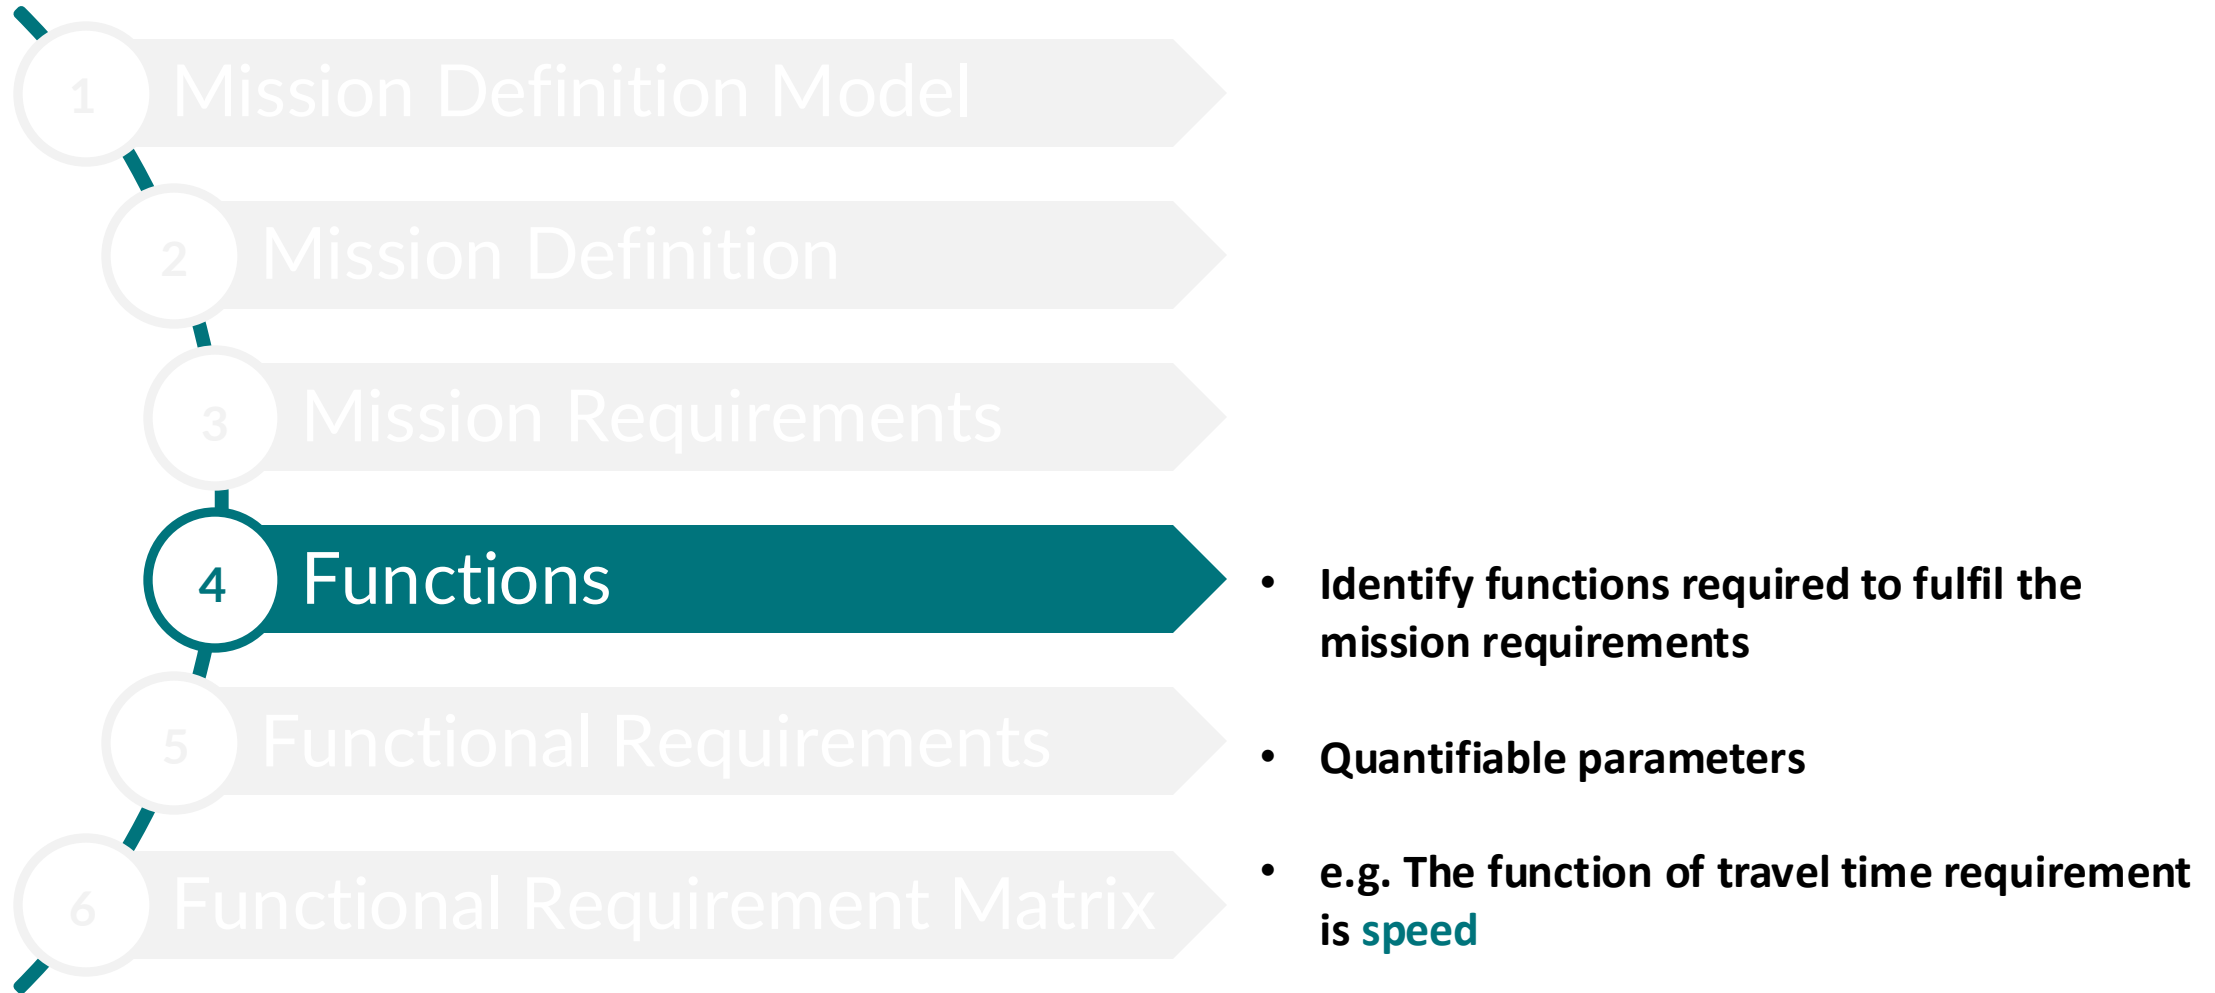 1 Mission Definition Model
2 Mission Definition
3 Mission Requirements
4 Functions
• Identify functions required to fulfil the
mission requirements
5 Functional Requirements
• Quantifiable parameters
6 Functional Requirement Matrix
• e.g. The function of travel time requirement
is speed